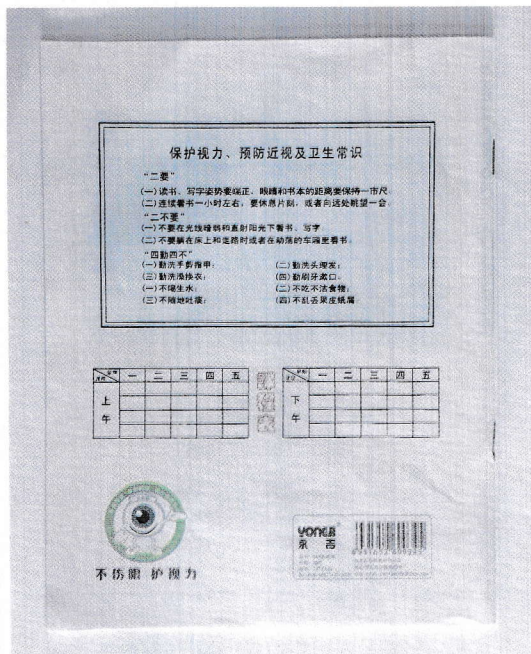 保护视力、预防近视及卫生常识
“二要”
(一)读书、写字姿势要端正，眼睛和书本的距离要保持一市尺
(二)连续看书一小时左右，要休息片刻，或者向远处眺望一会。
“二不要”
(一)不要在光线暗弱和直射阳光下看书、写字
(二)不要躺在床上和走路时或者在动荡的车厢里看书。
“四勤四不”
(一)勤洗手剪指甲； (二)勤洗头理发；
(三)勤洗澡换衣； (四)勤刷牙漱口。
(一)不喝生水； (二)不吃不洁食物；
(三)不随地吐痰； (四)不乱丢果皮纸屑
一 二 三 四 五 一 二 三 四 五
上午 下午
不伤眼 护视力